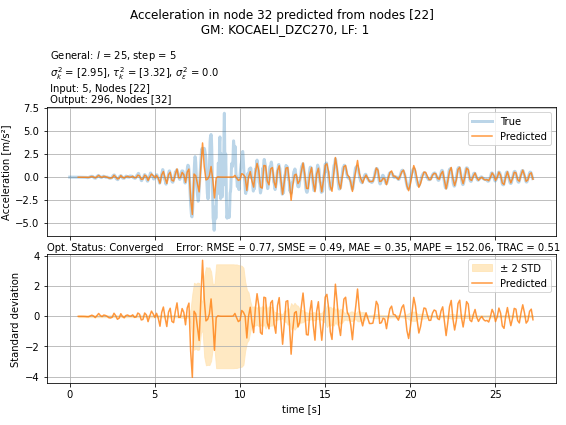 Acceleration in node 32 predicted from nodes [22]
GM: KOCAELI_DZC270, LF: 1
General: l = 25, step = 5
σ²ₖ = [2.95], τ²ₖ = [3.32], σ²ε = 0.0
Input: 5, Nodes [22]
Output: 296, Nodes [32]
7.5
5.0
2.5
0.0
−2.5
−5.0
Acceleration [m/s²]
True
Predicted
Opt. Status: Converged Error: RMSE = 0.77, SMSE = 0.49, MAE = 0.35, MAPE = 152.06, TRAC = 0.51
4
2
0
−2
−4
Standard deviation
± 2 STD
Predicted
0 5 10 15 20 25
time [s]